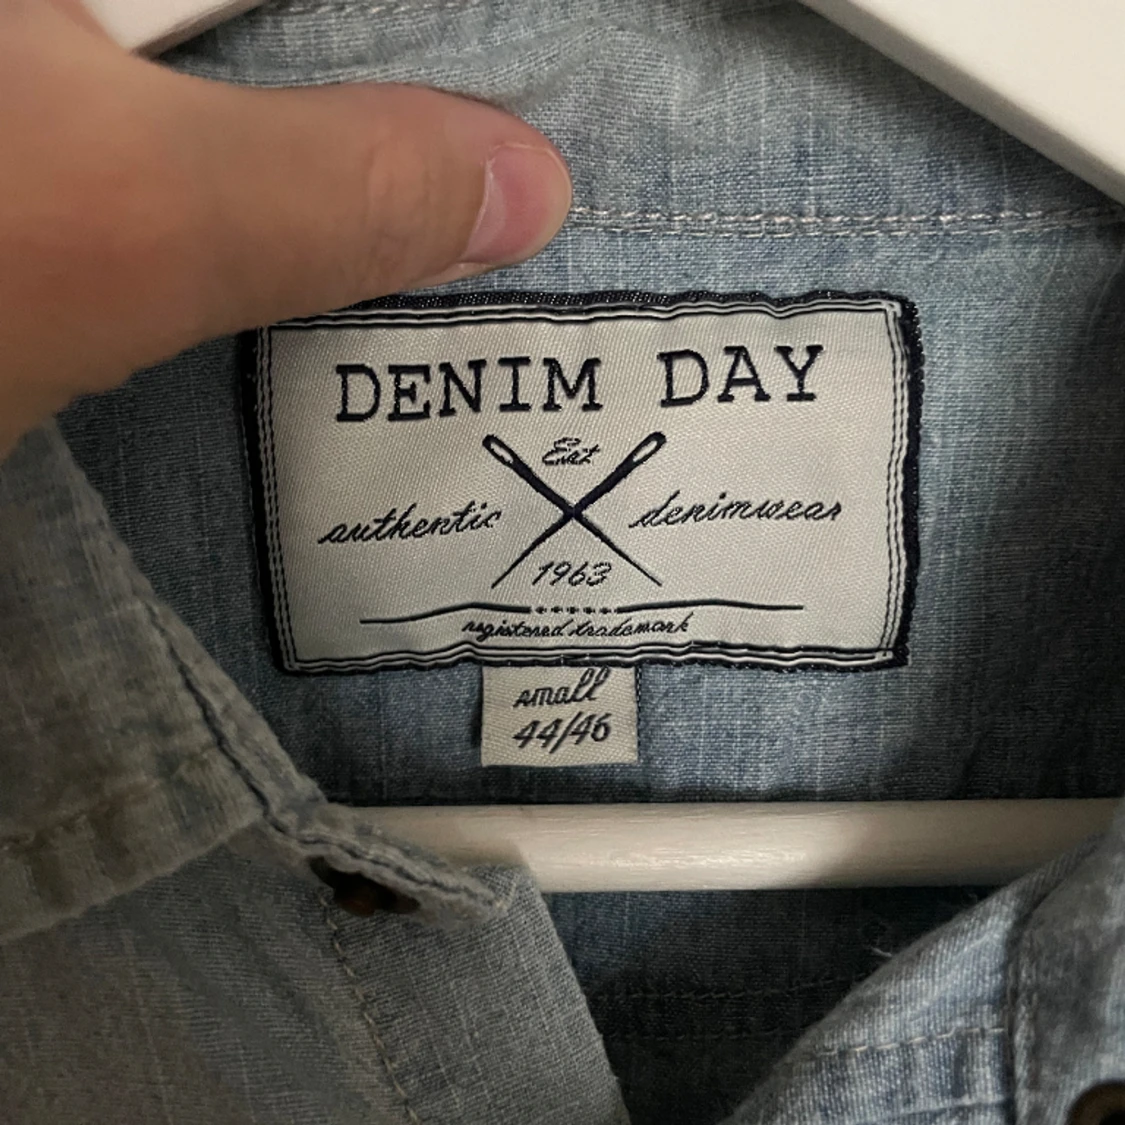 DENIM DAY
Est
authentic denimwear
1963
registered trademark
small
44/46